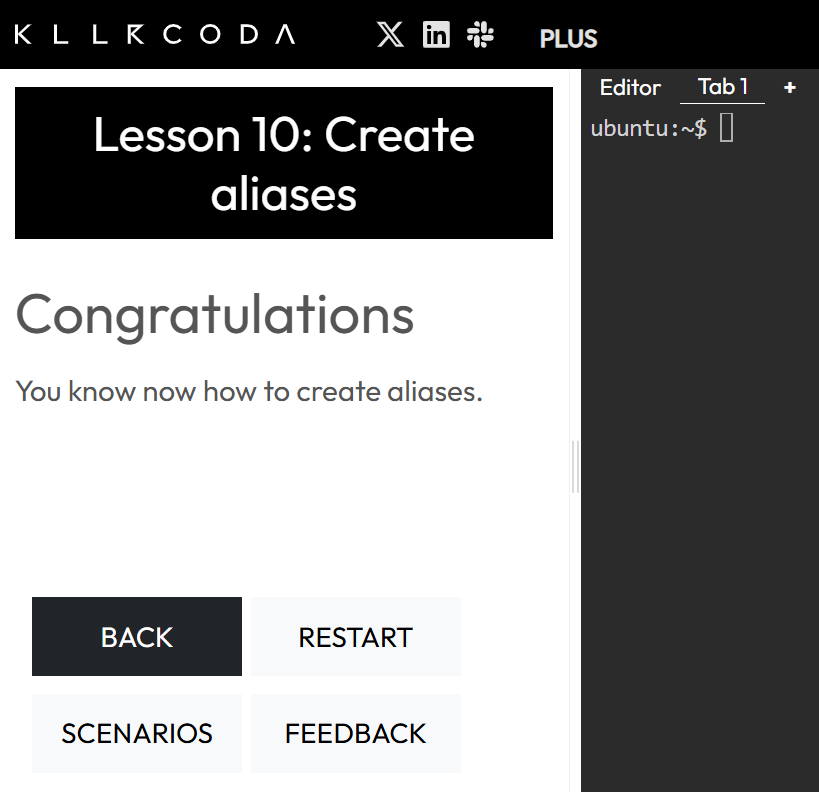 KILLERCODA
PLUS
Lesson 10: Create
aliases
Congratulations
You know now how to create aliases.
BACK
RESTART
SCENARIOS
FEEDBACK
Editor
Tab 1
+
ubuntu:~$